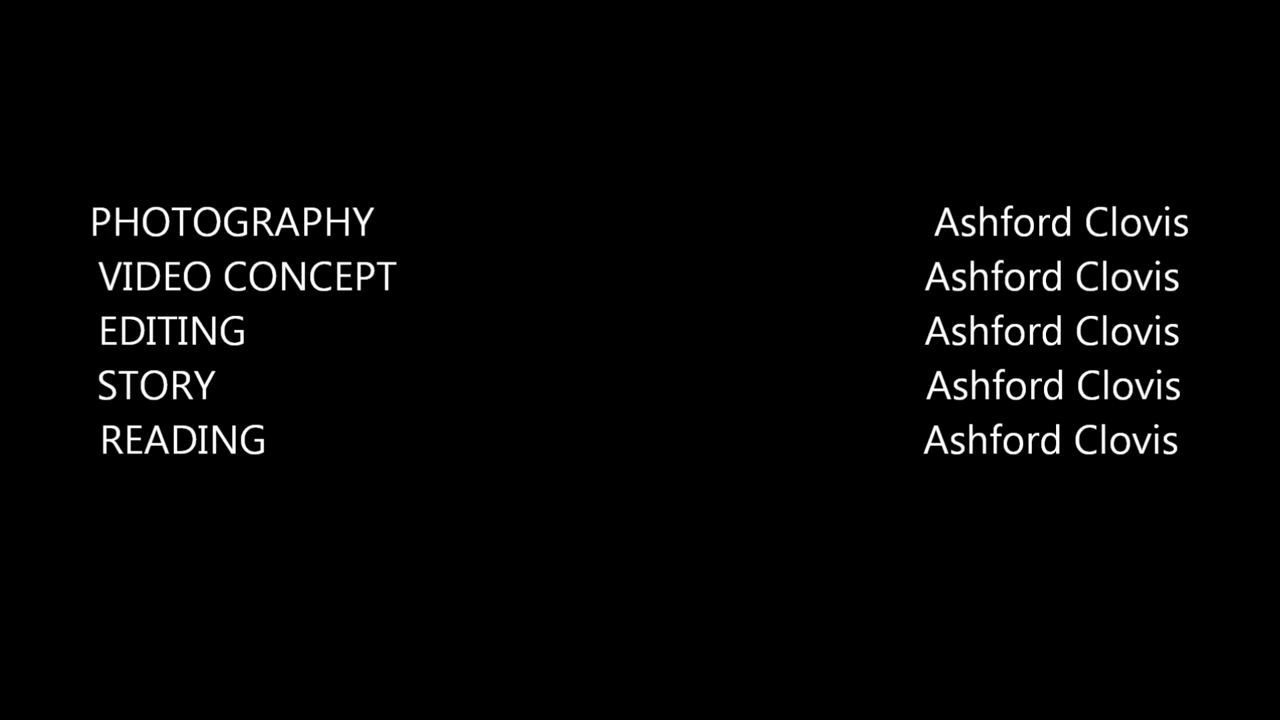 PHOTOGRAPHY Ashford Clovis
VIDEO CONCEPT Ashford Clovis
EDITING Ashford Clovis
STORY Ashford Clovis
READING Ashford Clovis